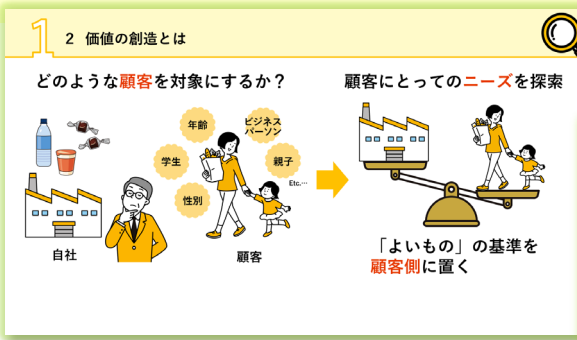 1
2 価値の創造とは
どのような顧客を対象にするか？
年齢
ビジネス
パーソン
学生
親子
Etc.…
性別
自社
顧客
顧客にとってのニーズを探索
「よいもの」の基準を
顧客側に置く